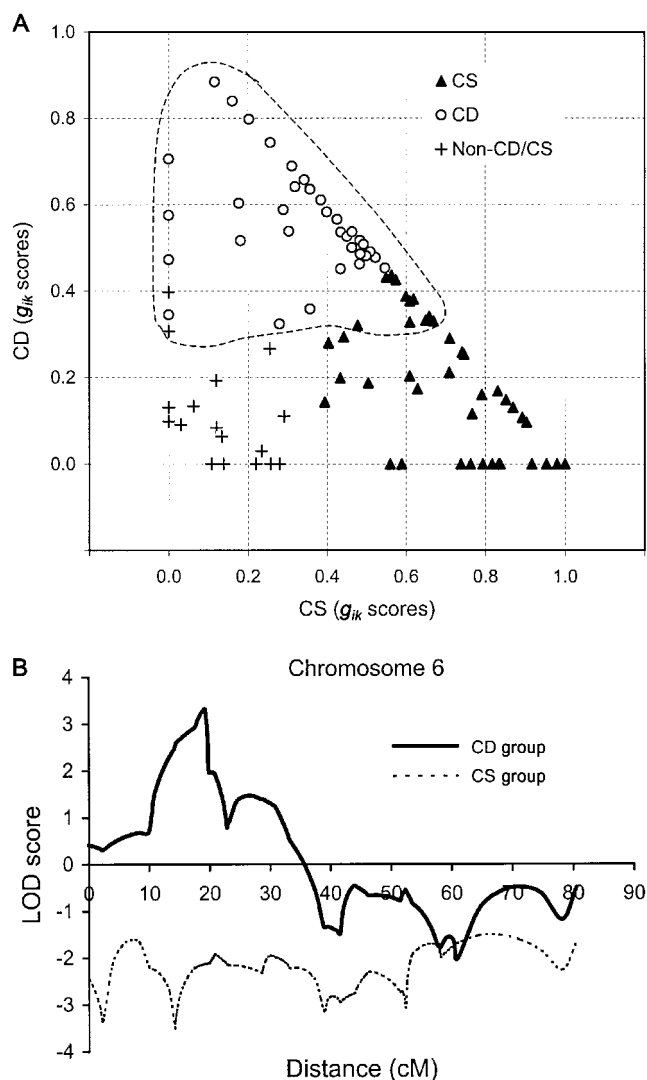 A
1.0
0.8
0.6
0.4
0.2
0.0
CD (gik scores)
CS
CD
Non-CD/CS
0.0 0.2 0.4 0.6 0.8 1.0
CS (gik scores)
B
Chromosome 6
4
3
2
1
0
-1
-2
-3
-4
LOD score
CD group
CS group
0 10 20 30 40 50 60 70 80 90
Distance (cM)